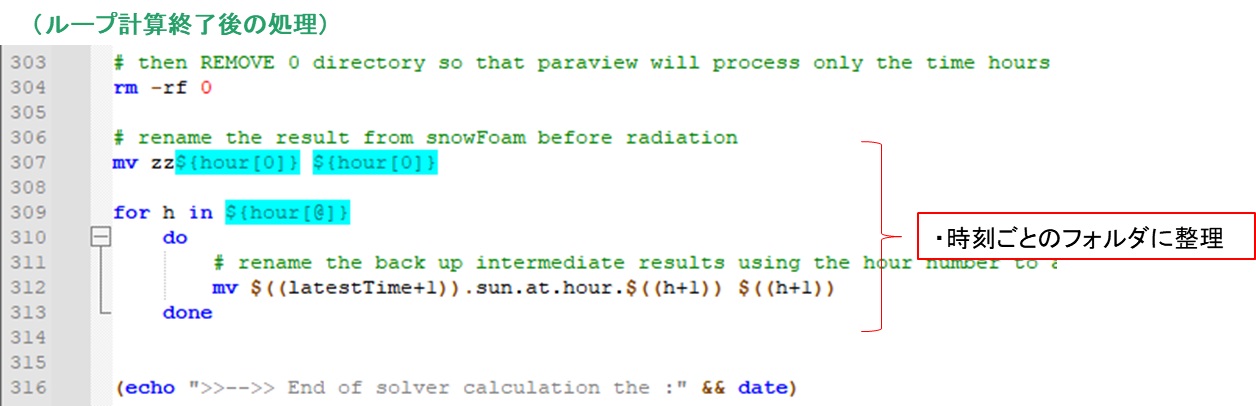 （ループ計算終了後の処理）
303 # then REMOVE 0 directory so that paraview will process only the time hours
304 rm -rf 0
305
306 # rename the result from snowFoam before radiation
307 mv zz${hour[0]} ${hour[0]}
308
309 for h in ${hour[@]}
310 do
311 # rename the back up intermediate results using the hour number to
312 mv $((latestTime+1)).sun.at.hour.$((h+1)) $((h+1))
313 done
314
315
316 (echo ">>-->> End of solver calculation the :" && date)
・時刻ごとのフォルダに整理